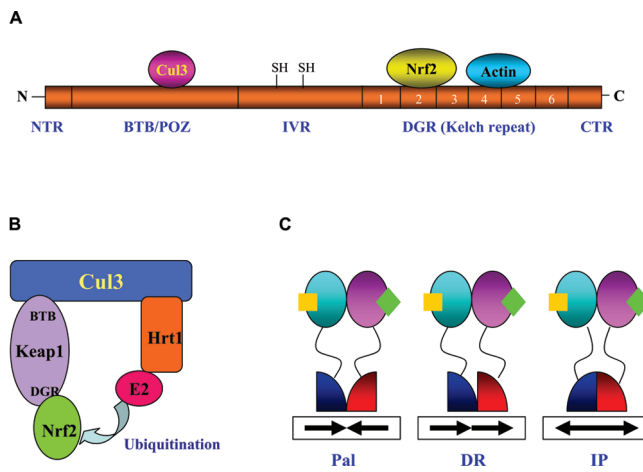 A
Cul3
SH SH
Nrf2
Actin
N
1 2 3 4 5 6
C
NTR BTB/POZ IVR DGR (Kelch repeat) CTR
B
Cul3
BTB
Keap1
DGR
Hrt1
E2
Nrf2
Ubiquitination
C
Pal DR IP